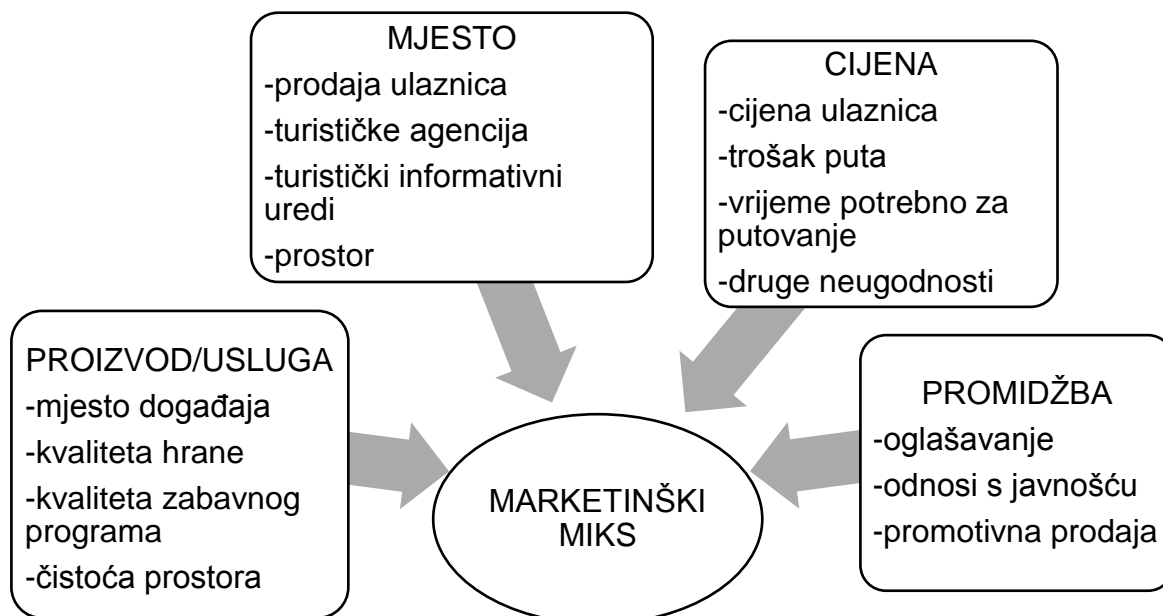 MJESTO
-prodaja ulaznica
-turističke agencija
-turistički informativni
uredi
-prostor
CIJENA
-cijena ulaznica
-trošak puta
-vrijeme potrebno za
putovanje
-druge neugodnosti
PROIZVOD/USLUGA
-mjesto događaja
-kvaliteta hrane
-kvaliteta zabavnog
programa
-čistoća prostora
MARKETINŠKI
MIKS
PROMIDŽBA
-oglašavanje
-odnosi s javnošću
-promotivna prodaja